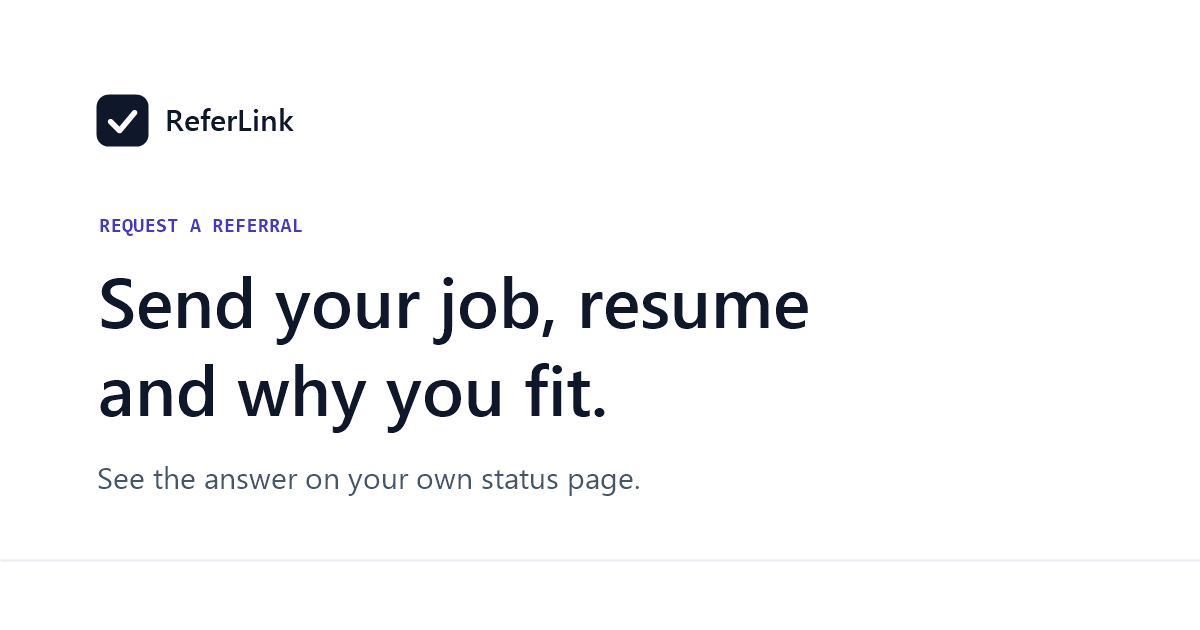 ReferLink
REQUEST A REFERRAL
Send your job, resume
and why you fit.
See the answer on your own status page.